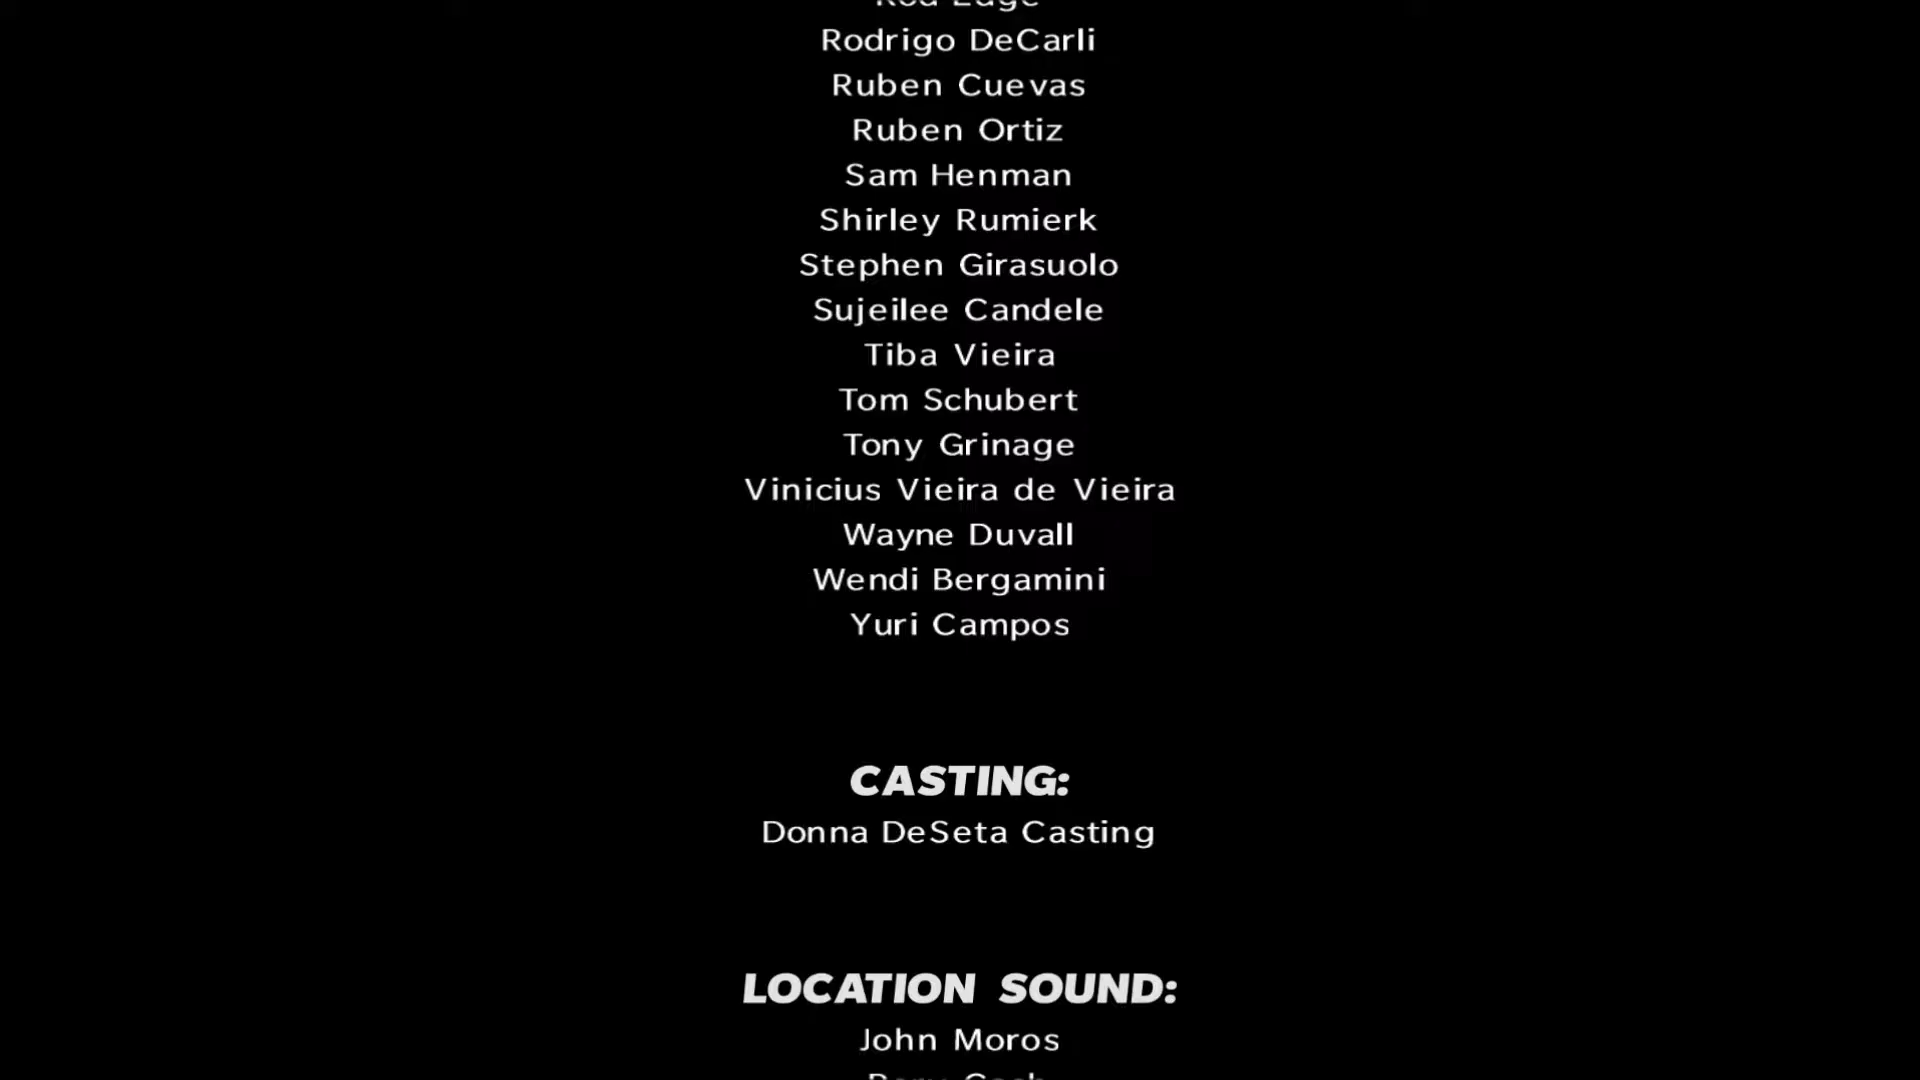 Rod Edge
Rodrigo DeCarli
Ruben Cuevas
Ruben Ortiz
Sam Henman
Shirley Rumierk
Stephen Girasuolo
Sujeilee Candele
Tiba Vieira
Tom Schubert
Tony Grinage
Vinicius Vieira de Vieira
Wayne Duvall
Wendi Bergamini
Yuri Campos
CASTING:
Donna DeSeta Casting
LOCATION SOUND:
John Moros